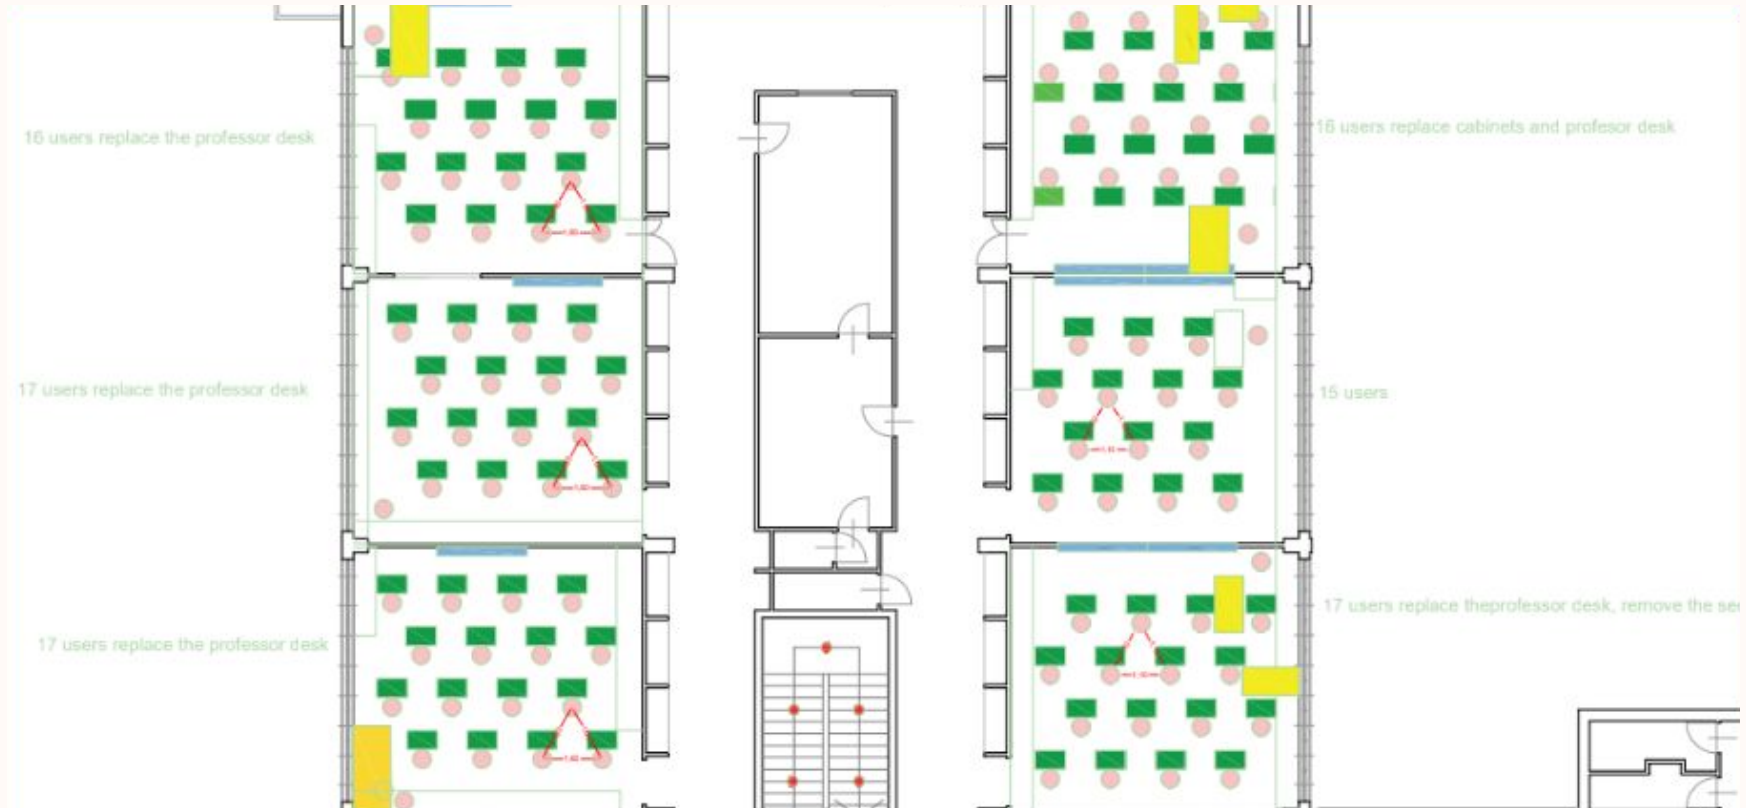 16 users replace the professor desk
16 users replace cabinets and profesor desk
17 users replace the professor desk
15 users
17 users replace theprofessor desk, remove the
17 users replace the professor desk